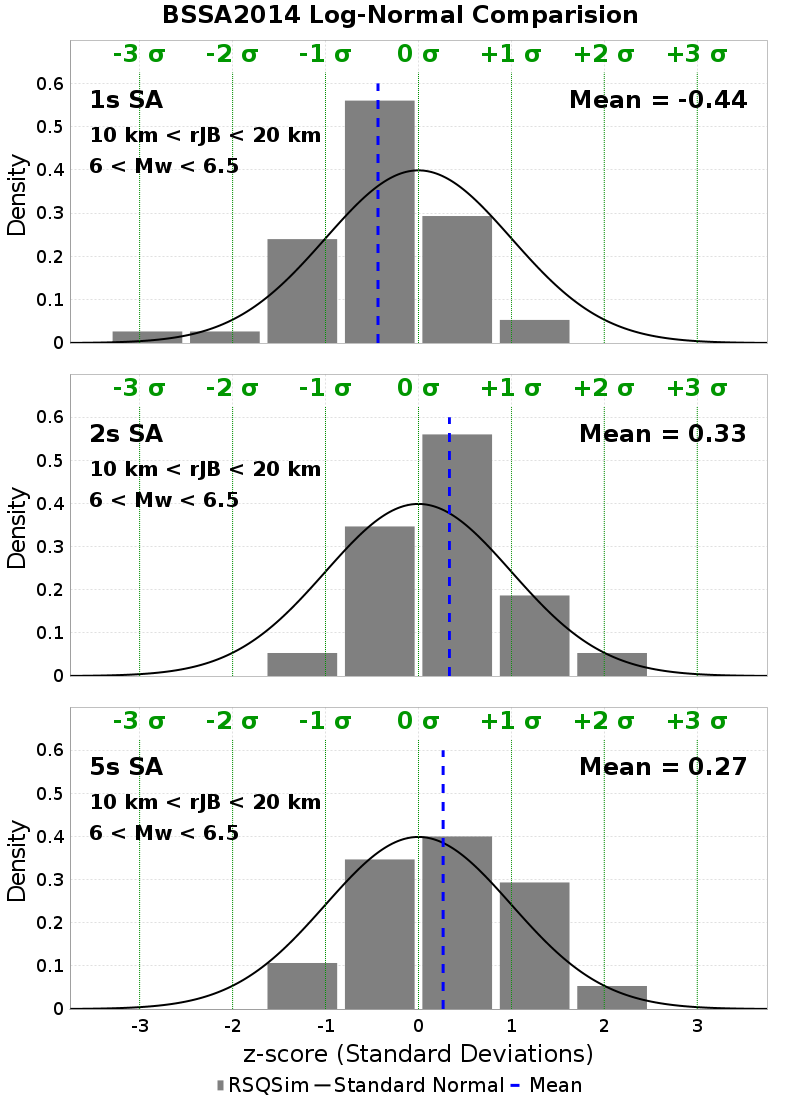 BSSA2014 Log-Normal Comparision
-3 σ -2 σ -1 σ 0 σ +1 σ +2 σ +3 σ
0.6
1s SA Mean = -0.44
0.5
10 km < rJB < 20 km
6 < Mw < 6.5
0.4
0.3
0.2
0.1
0
Density
-3 σ -2 σ -1 σ 0 σ +1 σ +2 σ +3 σ
0.6
2s SA Mean = 0.33
0.5
10 km < rJB < 20 km
6 < Mw < 6.5
0.4
0.3
0.2
0.1
0
Density
-3 σ -2 σ -1 σ 0 σ +1 σ +2 σ +3 σ
0.6
5s SA Mean = 0.27
0.5
10 km < rJB < 20 km
6 < Mw < 6.5
0.4
0.3
0.2
0.1
0
Density
-3 -2 -1 0 1 2 3
z-score (Standard Deviations)
RSQSim Standard Normal Mean